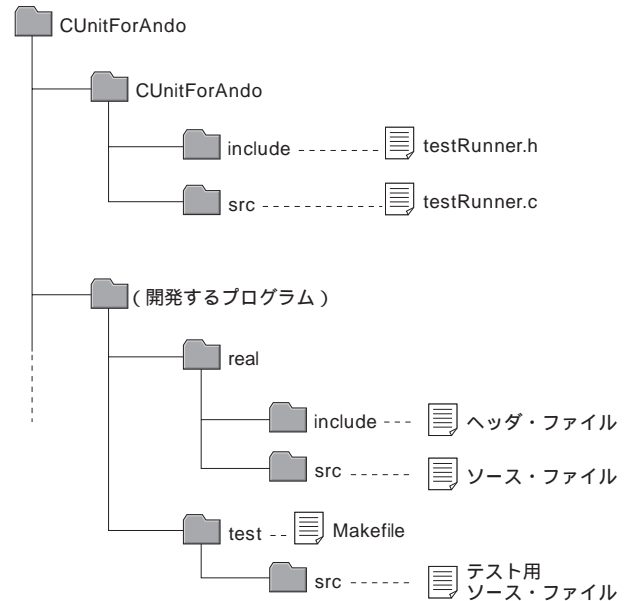 CUnitForAndo
CUnitForAndo
include
testRunner.h
src
testRunner.c
(開発するプログラム)
real
include
ヘッダ・ファイル
src
ソース・ファイル
test
Makefile
src
テスト用
ソース・ファイル